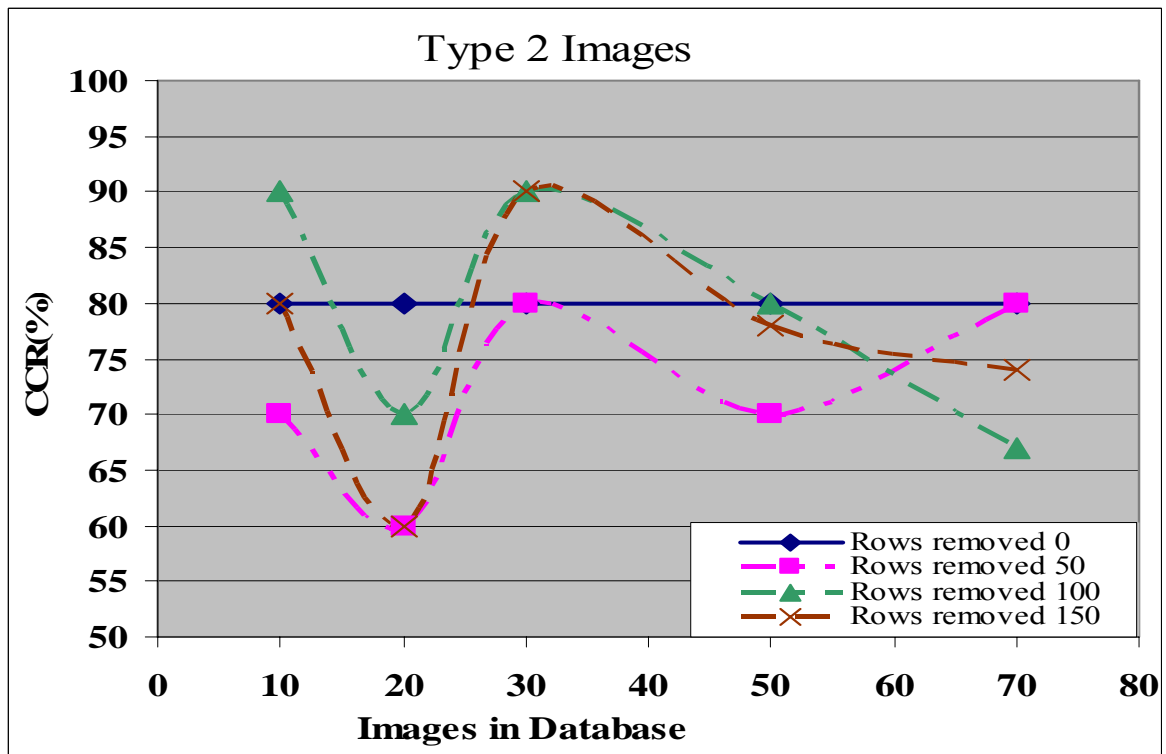 Type 2 Images
100
95
90
85
80
75
70
65
60
55
50
CCR(%)
Rows removed 0
Rows removed 50
Rows removed 100
Rows removed 150
0 10 20 30 40 50 60 70 80
Images in Database